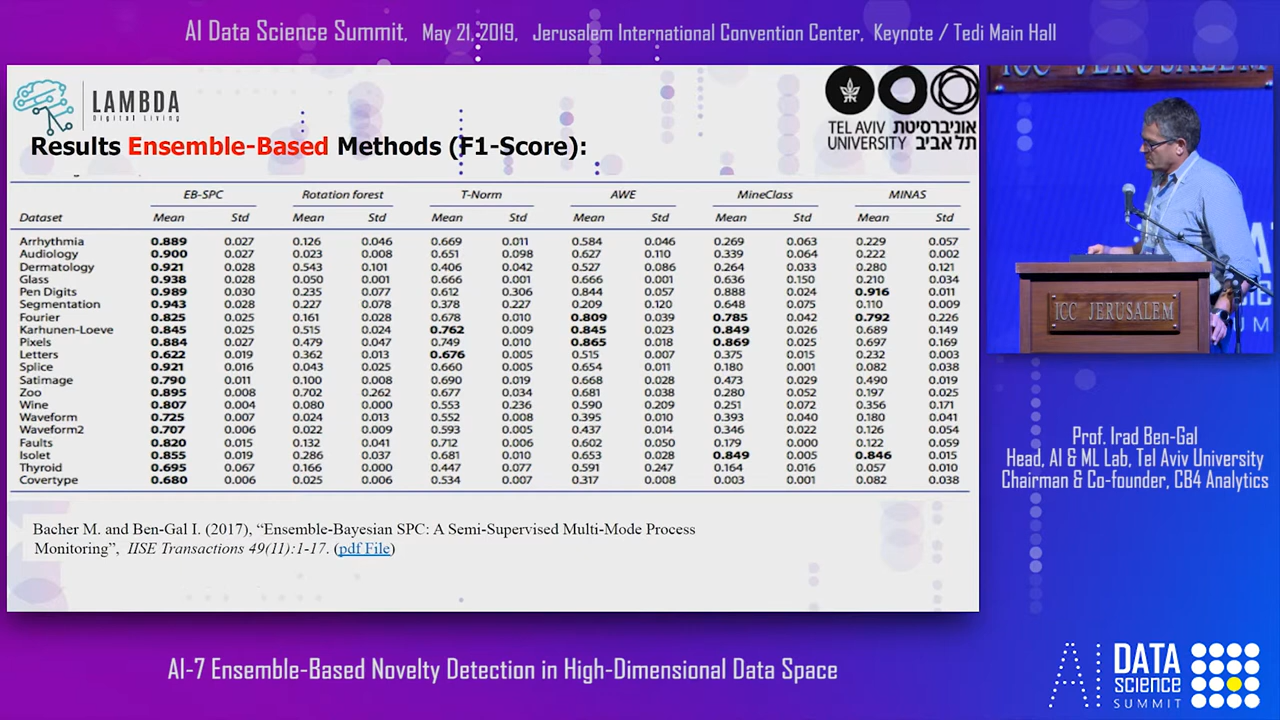 AI Data Science Summit, May 21, 2019, Jerusalem International Convention Center, Keynote / Tedi Main Hall
LAMBDA
Digital Living
TEL AVIV UNIVERSITY
אוניברסיטת תל אביב
Results Ensemble-Based Methods (F1-Score):
EB-SPC Rotation forest T-Norm AWE MineClass MINAS
Dataset Mean Std Mean Std Mean Std Mean Std Mean Std Mean Std
Arrhythmia 0.889 0.027 0.126 0.046 0.669 0.011 0.584 0.046 0.269 0.063 0.229 0.057
Audiology 0.900 0.027 0.023 0.008 0.651 0.098 0.627 0.110 0.339 0.064 0.222 0.002
Dermatology 0.921 0.028 0.543 0.101 0.406 0.042 0.527 0.086 0.264 0.033 0.280 0.121
Glass 0.938 0.028 0.050 0.001 0.666 0.001 0.666 0.001 0.636 0.150 0.210 0.034
Pen Digits 0.989 0.030 0.235 0.077 0.612 0.306 0.844 0.057 0.888 0.024 0.916 0.011
Segmentation 0.943 0.028 0.227 0.078 0.378 0.227 0.209 0.120 0.648 0.075 0.110 0.009
Fourier 0.825 0.025 0.161 0.028 0.678 0.010 0.809 0.039 0.785 0.042 0.792 0.226
Karhunen-Loeve 0.845 0.025 0.515 0.024 0.762 0.009 0.845 0.023 0.849 0.026 0.689 0.149
Pixels 0.884 0.027 0.479 0.047 0.749 0.010 0.865 0.018 0.869 0.025 0.697 0.169
Letters 0.622 0.019 0.362 0.013 0.676 0.005 0.515 0.007 0.375 0.015 0.232 0.003
Splice 0.921 0.016 0.043 0.025 0.660 0.005 0.654 0.011 0.180 0.001 0.082 0.038
Satimage 0.790 0.011 0.100 0.008 0.690 0.019 0.668 0.028 0.473 0.029 0.490 0.019
Zoo 0.895 0.008 0.702 0.262 0.677 0.034 0.681 0.038 0.280 0.052 0.197 0.025
Wine 0.807 0.004 0.080 0.000 0.553 0.236 0.590 0.209 0.251 0.072 0.356 0.171
Waveform 0.725 0.007 0.024 0.013 0.552 0.008 0.395 0.010 0.393 0.040 0.180 0.041
Waveform2 0.707 0.006 0.022 0.009 0.593 0.005 0.437 0.014 0.346 0.022 0.126 0.054
Faults 0.820 0.015 0.132 0.041 0.712 0.006 0.602 0.050 0.179 0.000 0.122 0.059
Isolet 0.855 0.019 0.286 0.037 0.681 0.010 0.653 0.028 0.849 0.005 0.846 0.015
Thyroid 0.695 0.067 0.166 0.000 0.447 0.077 0.591 0.247 0.164 0.016 0.057 0.010
Covertype 0.680 0.006 0.025 0.006 0.534 0.007 0.317 0.008 0.003 0.001 0.082 0.038
Bacher M. and Ben-Gal I. (2017), “Ensemble-Bayesian SPC: A Semi-Supervised Multi-Mode Process
Monitoring”, IISE Transactions 49(11):1-17. (pdf File)
ICC JERUSALEM
ICC JERUSALEM
Prof. Irad Ben-Gal
Head, AI & ML Lab, Tel Aviv University
Chairman & Co-founder, CB4 Analytics
AI-7 Ensemble-Based Novelty Detection in High-Dimensional Data Space
AI DATA
SCIENCE
SUMMIT